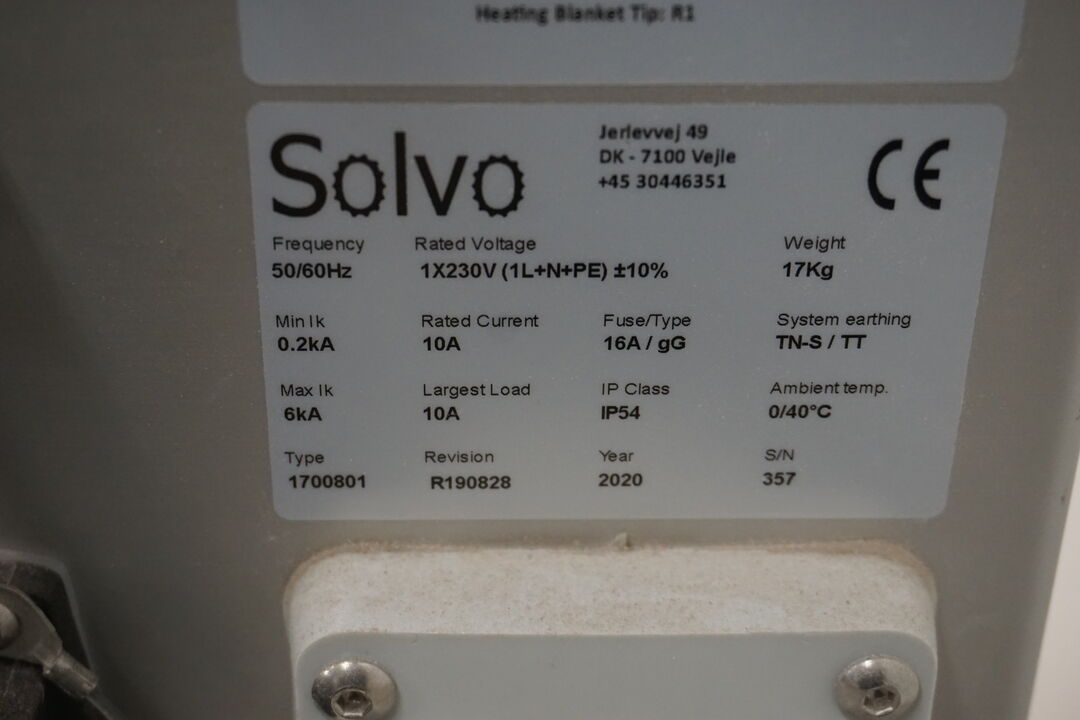 Heating Blanket Tip: R1
Solvo
Jerlevvej 49
DK - 7100 Vejle
+45 30446351
CE
Frequency Rated Voltage Weight
50/60Hz 1X230V (1L+N+PE) ±10% 17Kg
Min Ik Rated Current Fuse/Type System earthing
0.2kA 10A 16A / gG TN-S / TT
Max Ik Largest Load IP Class Ambient temp.
6kA 10A IP54 0/40°C
Type Revision Year S/N
1700801 R190828 2020 357